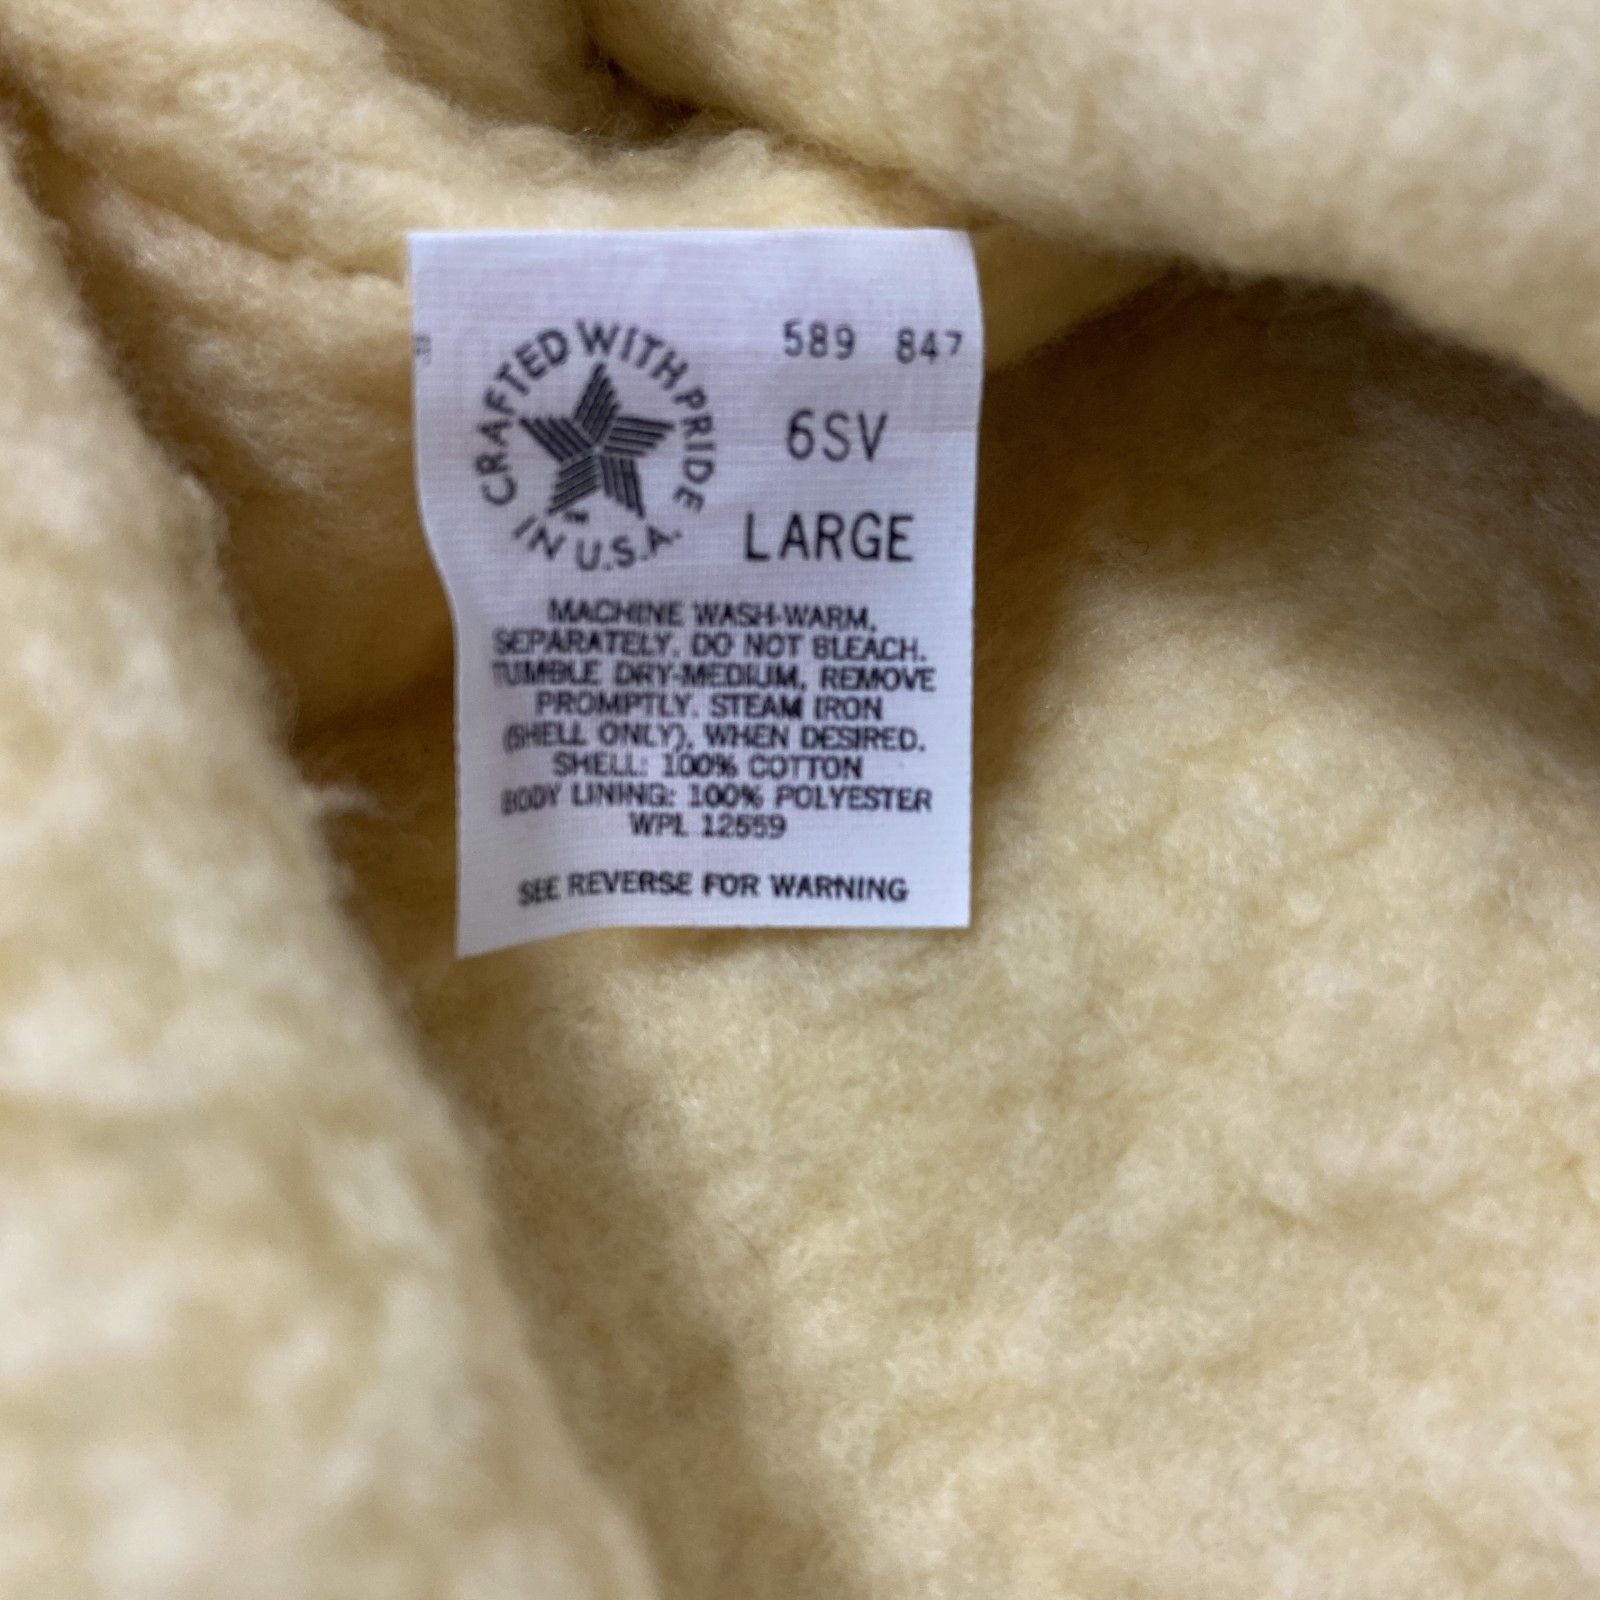 CRAFTED WITH PRIDE
IN U.S.A.
TM
589 847
6SV
LARGE
MACHINE WASH-WARM,
SEPARATELY. DO NOT BLEACH.
TUMBLE DRY-MEDIUM, REMOVE
PROMPTLY. STEAM IRON
(SHELL ONLY), WHEN DESIRED.
SHELL: 100% COTTON
BODY LINING: 100% POLYESTER
WPL 12559
SEE REVERSE FOR WARNING